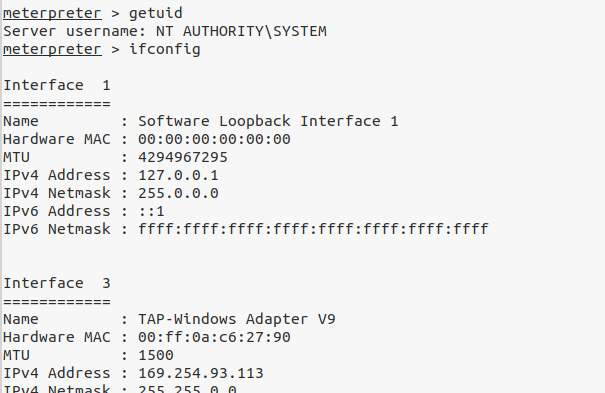 meterpreter > getuid
Server username: NT AUTHORITY\SYSTEM
meterpreter > ifconfig
Interface  1
============
Name         : Software Loopback Interface 1
Hardware MAC : 00:00:00:00:00:00
MTU          : 4294967295
IPv4 Address : 127.0.0.1
IPv4 Netmask : 255.0.0.0
IPv6 Address : ::1
IPv6 Netmask : ffff:ffff:ffff:ffff:ffff:ffff:ffff:ffff
Interface  3
============
Name         : TAP-Windows Adapter V9
Hardware MAC : 00:ff:0a:c6:27:90
MTU          : 1500
IPv4 Address : 169.254.93.113
IPv4 Netmask : 255.255.0.0